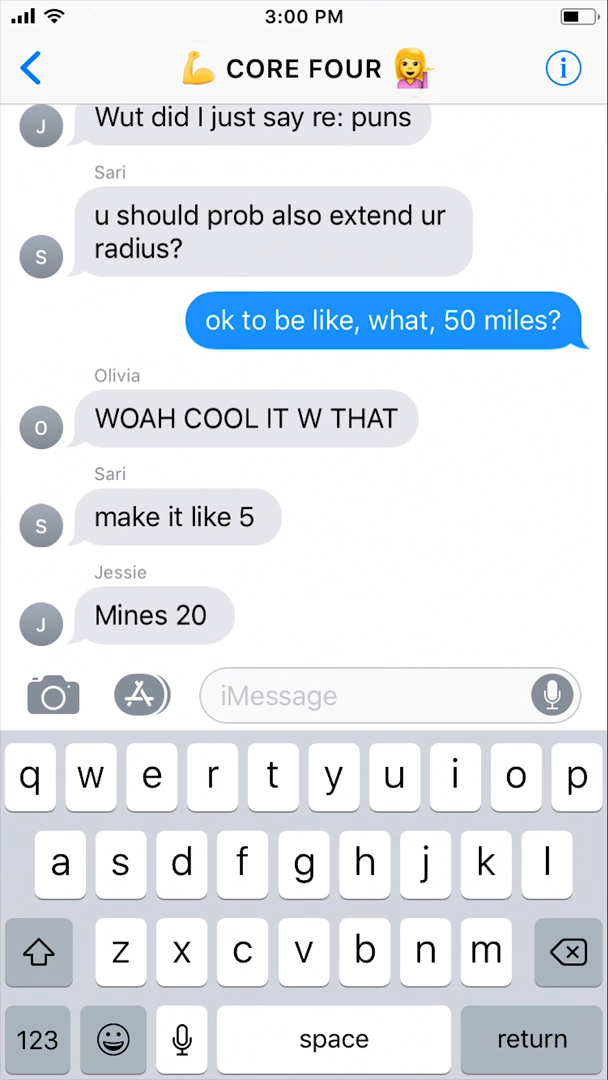 3:00 PM
💪 CORE FOUR 💁‍♀️
i
J
Wut did I just say re: puns
Sari
u should prob also extend ur
radius?
S
ok to be like, what, 50 miles?
Olivia
WOAH COOL IT W THAT
O
Sari
make it like 5
S
Jessie
Mines 20
J
iMessage
q w e r t y u i o p
a s d f g h j k l
z x c v b n m
123 space return